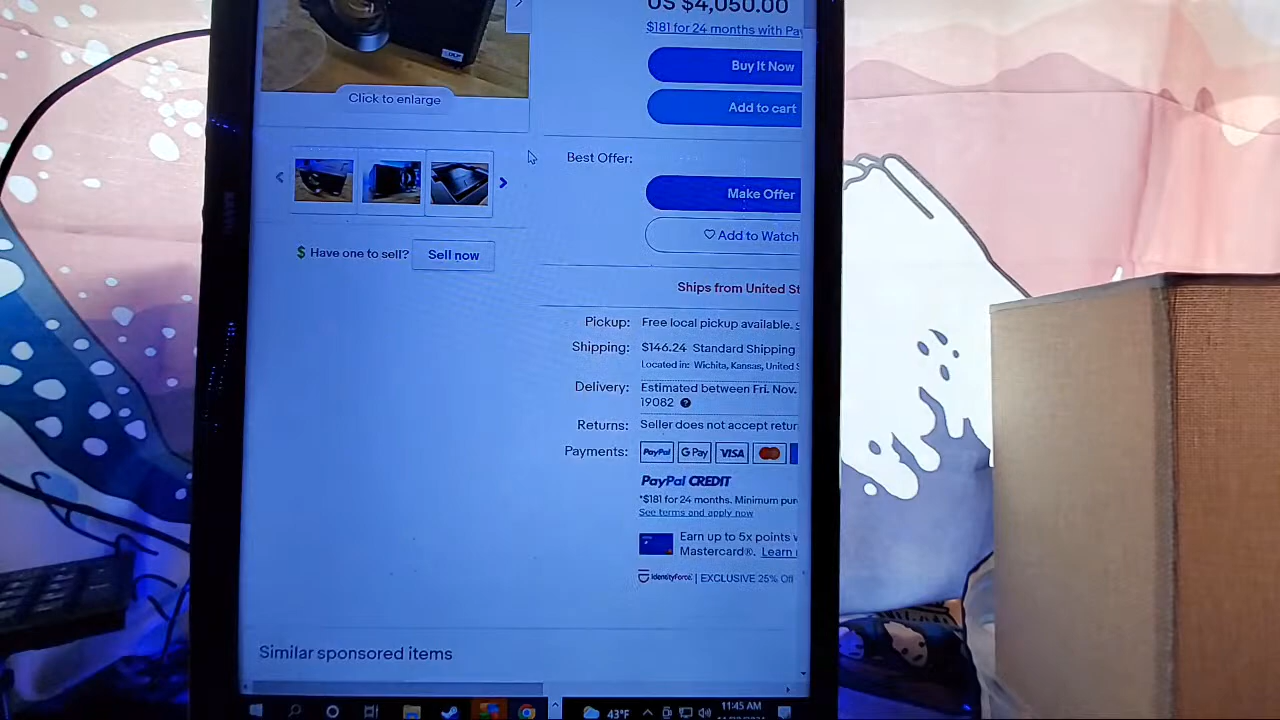 US $4,050.00
$181 for 24 months with Pay
Buy It Now
Add to cart
Click to enlarge
Best Offer:
Make Offer
Add to Watch
$ Have one to sell? Sell now
Ships from United St
Pickup: Free local pickup available.
Shipping: $146.24 Standard Shipping
Located in: Wichita, Kansas, United S
Delivery: Estimated between Fri. Nov.
19082
Returns: Seller does not accept retur
Payments: PayPal G Pay VISA
PayPal CREDIT
*$181 for 24 months. Minimum pur
See terms and apply now
Earn up to 5x points w
Mastercard®. Learn
IdentityForce | EXCLUSIVE 25% Off
Similar sponsored items
43°F
11:45 AM